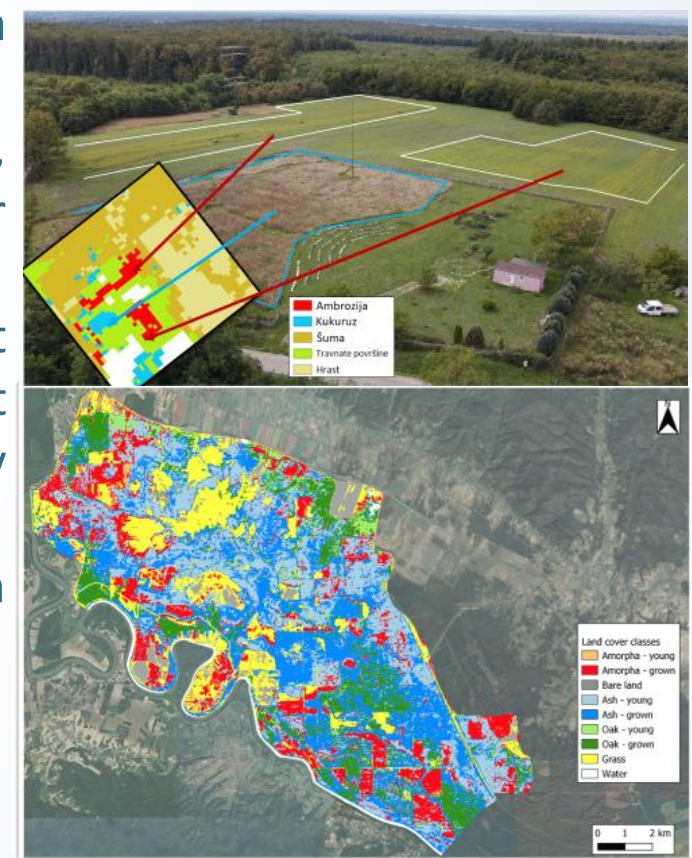 Ambrozija
Kukuruz
Šuma
Travnate površine
Hrast
N
Land cover classes
Amorpha - young
Amorpha - grown
Bare land
Ash - young
Ash - grown
Oak - young
Oak - grown
Grass
Water
0 1 2 km